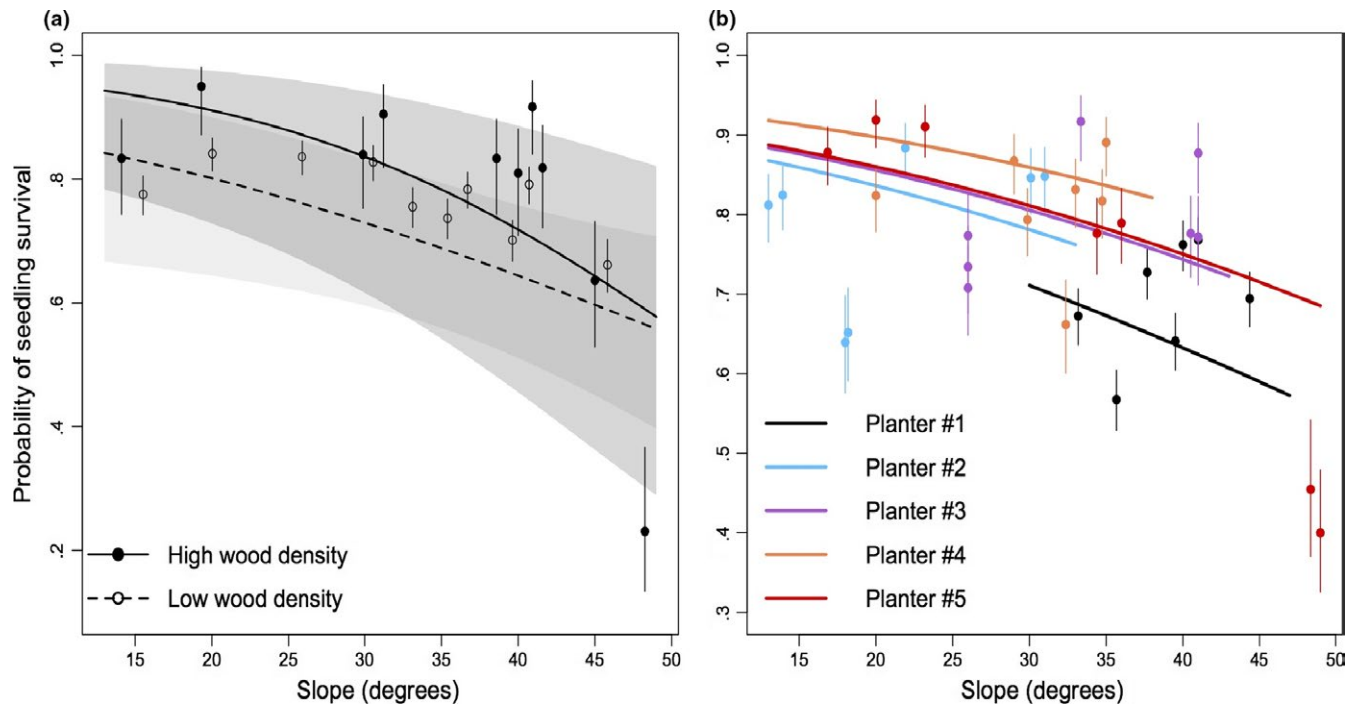 (a)
Probability of seedling survival
1.0
.8
.6
.4
.2
High wood density
Low wood density
15 20 25 30 35 40 45 50
Slope (degrees)
(b)
1.0
.9
.8
.7
.6
.5
.4
.3
Planter #1
Planter #2
Planter #3
Planter #4
Planter #5
15 20 25 30 35 40 45 50
Slope (degrees)